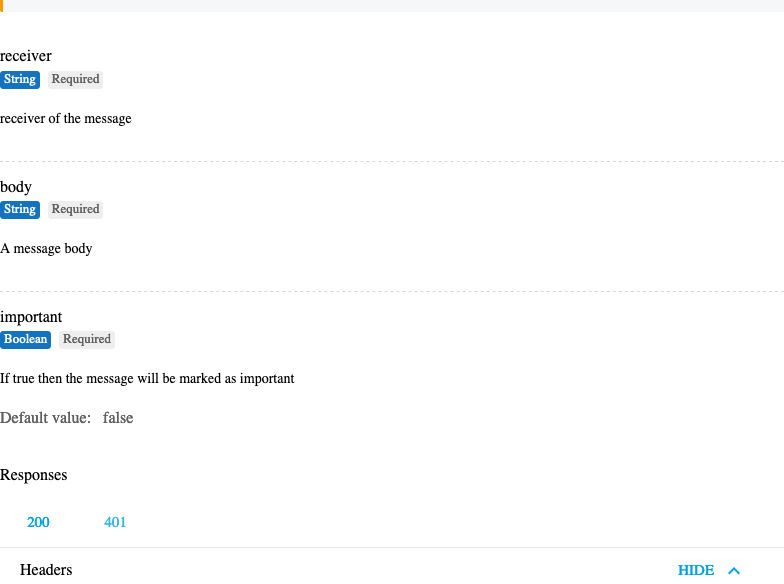 receiver
String Required
receiver of the message
body
String Required
A message body
important
Boolean Required
If true then the message will be marked as important
Default value: false
Responses
200 401
Headers HIDE